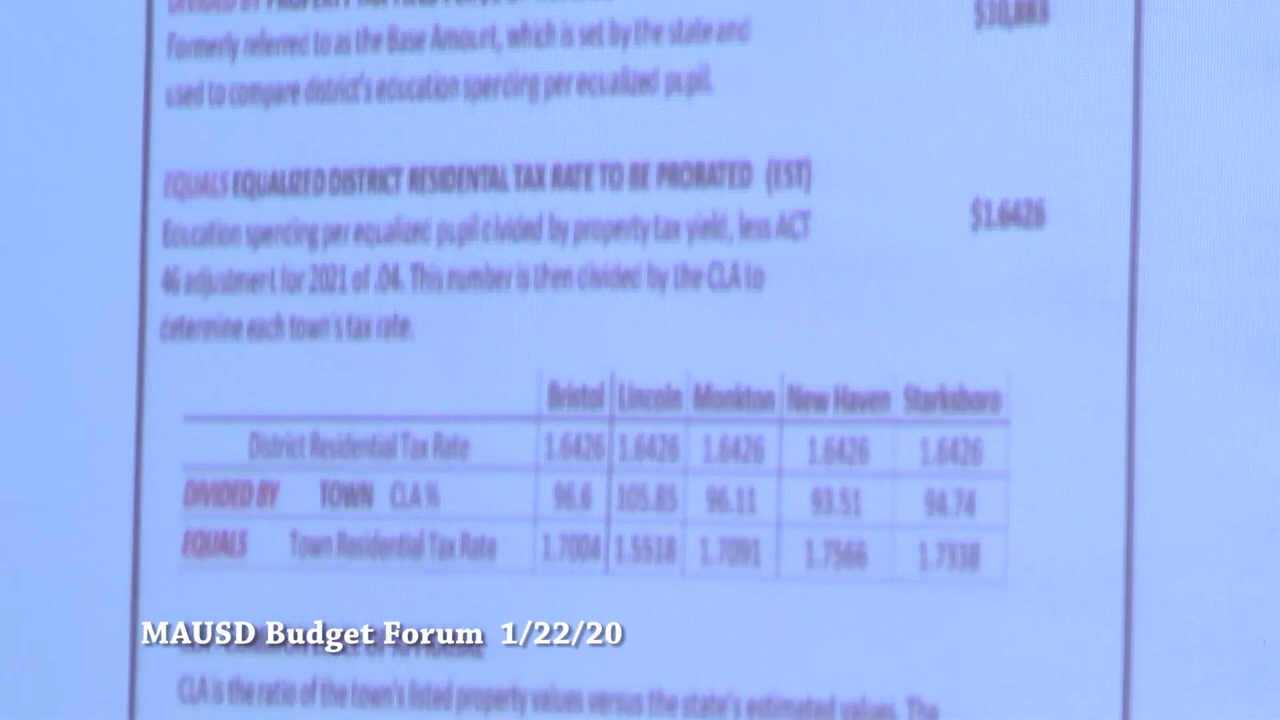 DIVIDED BY PROPERTY TAX
$10,883
Formerly referred to as the Base Amount, which is set by the state and
used to compare district's education spending per equalized pupil.
EQUALS EQUALIZED DISTRICT RESIDENTAL TAX RATE TO BE PRORATED (EST)
Education spending per equalized pupil divided by property tax yield, less ACT
$1.6426
46 adjustment for 2021 of .04. This number is then divided by the CLA to
determine each town's tax rate.
Bristol Lincoln Monkton New Haven Starksboro
District Residential Tax Rate 1.6426 1.6426 1.6426 1.6426 1.6426
DIVIDED BY TOWN CLA % 96.6 105.85 96.11 93.51 94.74
EQUALS Town Residential Tax Rate 1.7004 1.5518 1.7091 1.7566 1.7338
MAUSD Budget Forum 1/22/20
CLA is the ratio of the town's listed property values versus the state's estimated values. The